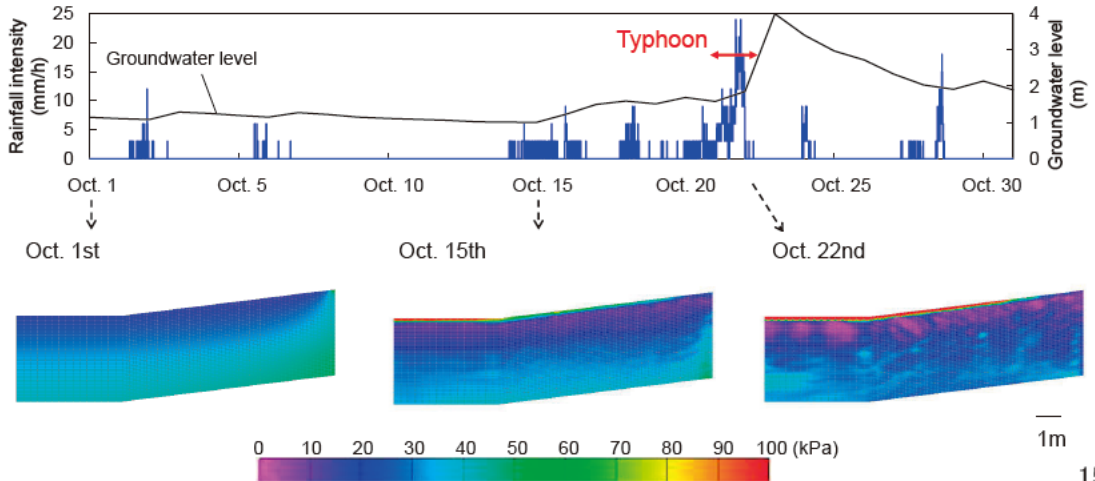 Rainfall intensity
(mm/h)
25
20
15
10
5
0
Groundwater level
Typhoon
4
3
2
1
0
Groundwater level
(m)
Oct. 1
Oct. 5
Oct. 10
Oct. 15
Oct. 20
Oct. 25
Oct. 30
Oct. 1st
Oct. 15th
Oct. 22nd
1m
0 10 20 30 40 50 60 70 80 90 100 (kPa)
15